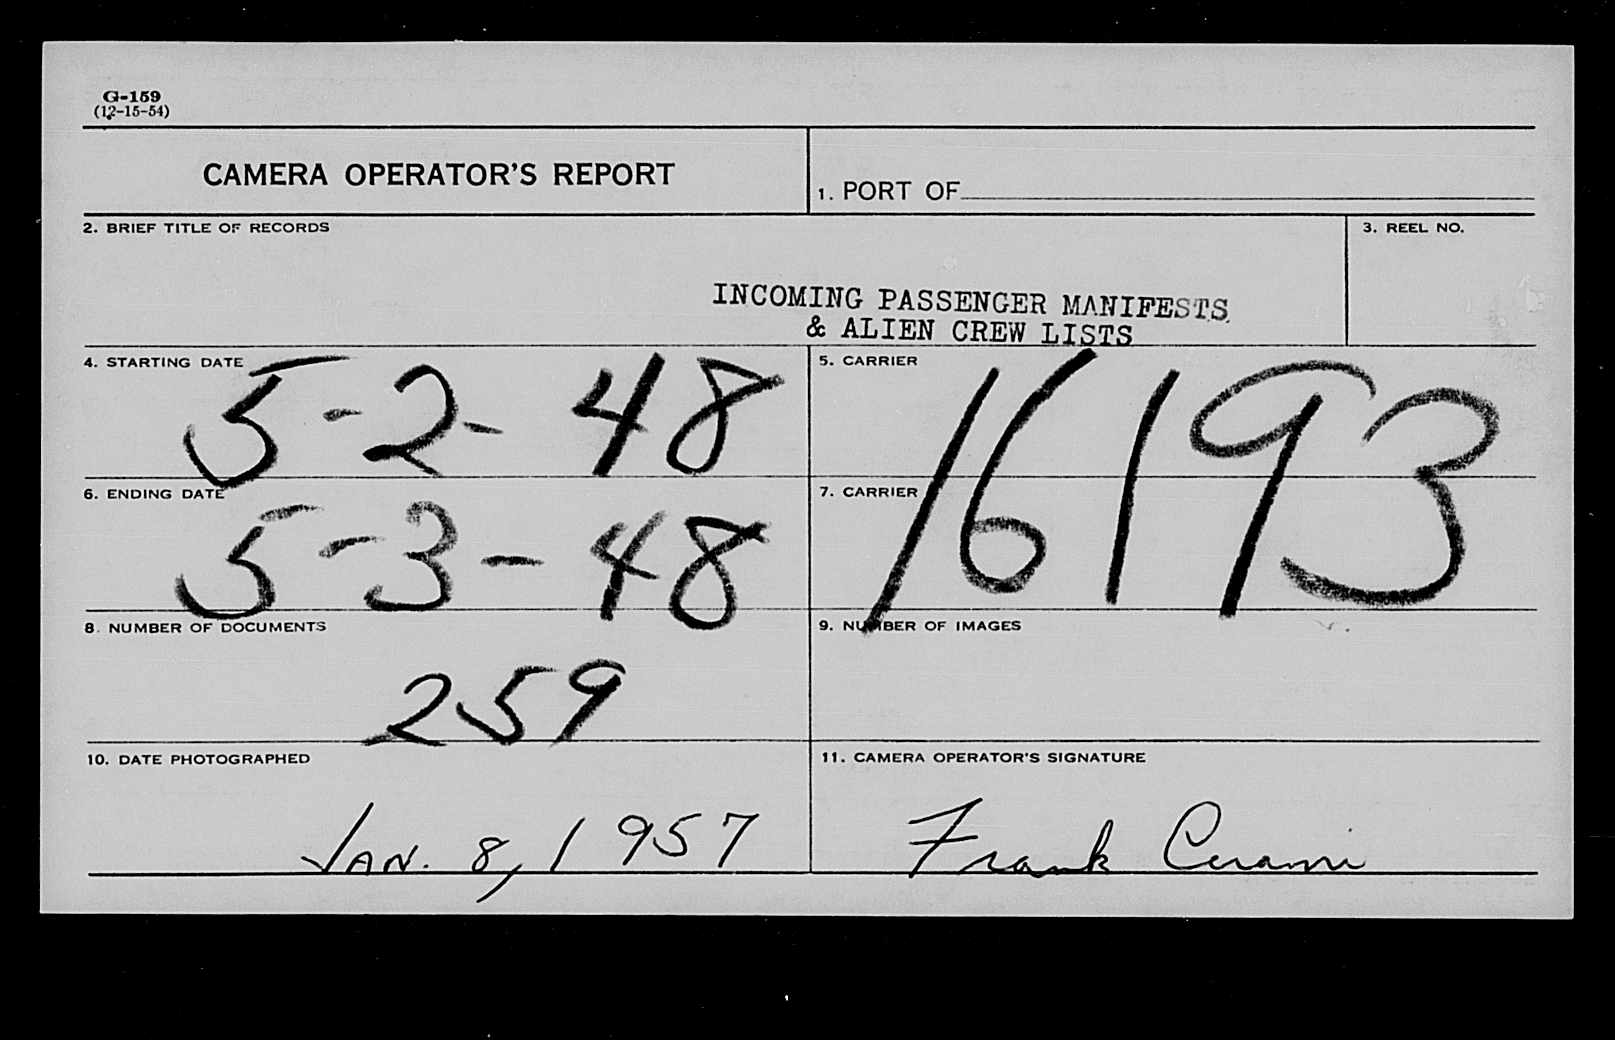 G-159
(12-15-54)
CAMERA OPERATOR'S REPORT
1. PORT OF
2. BRIEF TITLE OF RECORDS
3. REEL NO.
INCOMING PASSENGER MANIFESTS
& ALIEN CREW LISTS
4. STARTING DATE
5-2-48
5. CARRIER
16193
6. ENDING DATE
5-3-48
7. CARRIER
8. NUMBER OF DOCUMENTS
259
9. NUMBER OF IMAGES
10. DATE PHOTOGRAPHED
JAN. 8, 1957
11. CAMERA OPERATOR'S SIGNATURE
Frank